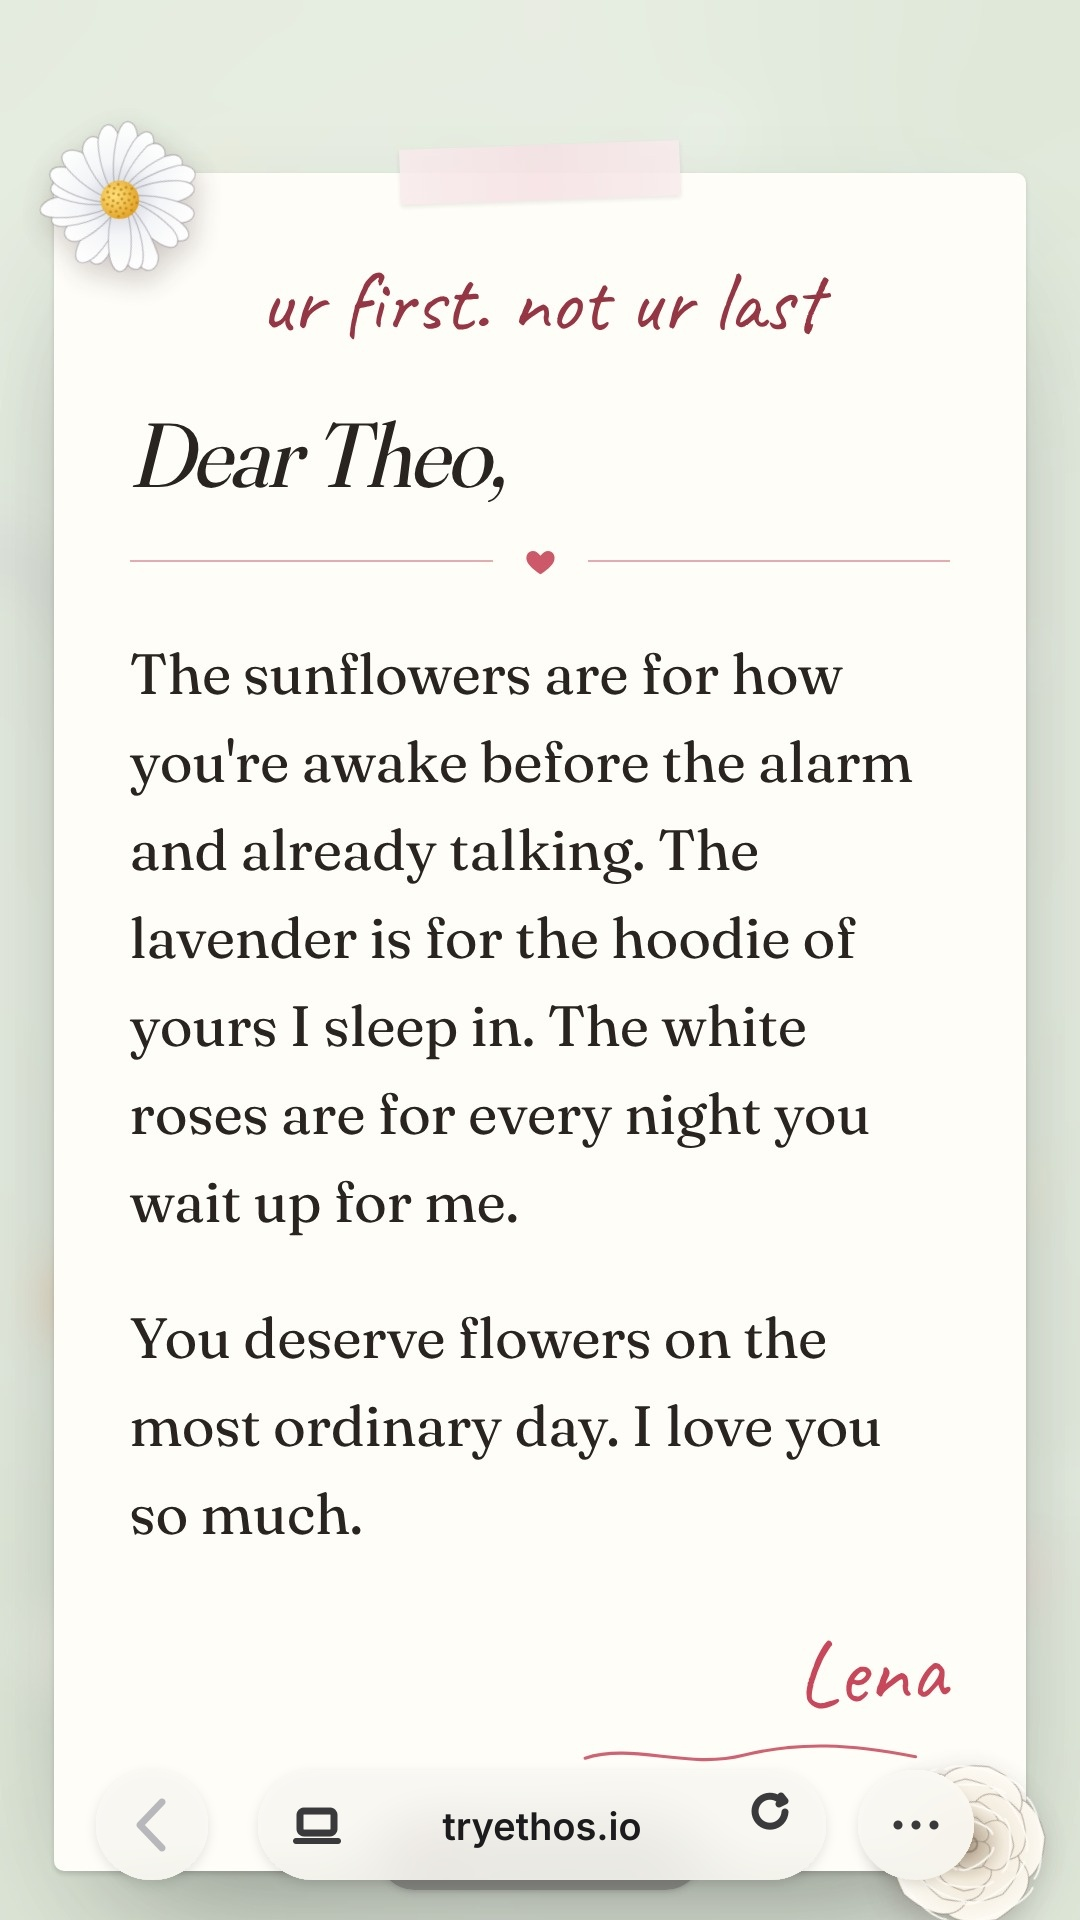 ur first. not ur last
Dear Theo,
The sunflowers are for how
you're awake before the alarm
and already talking. The
lavender is for the hoodie of
yours I sleep in. The white
roses are for every night you
wait up for me.
You deserve flowers on the
most ordinary day. I love you
so much.
Lena
tryethos.io